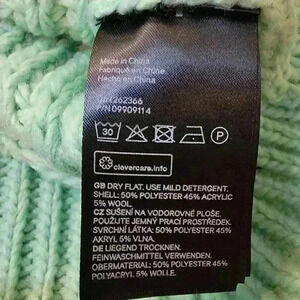 Made in China
Fabriqué en Chine
Hecho en China
262366
P/N 09909114
30
P
clevercare.info
GB DRY FLAT. USE MILD DETERGENT.
SHELL: 50% POLYESTER 45% ACRYLIC
5% WOOL.
CZ SUŠENÍ NA VODOROVNÉ PLOŠE.
POUŽIJTE JEMNÝ PRACÍ PROSTŘEDEK.
SVRCHNÍ LÁTKA: 50% POLYESTER 45%
AKRYL 5% VLNA.
DE LIEGEND TROCKNEN.
FEINWASCHMITTEL VERWENDEN.
OBERMATERIAL: 50% POLYESTER 45%
POLYACRYL 5% WOLLE.